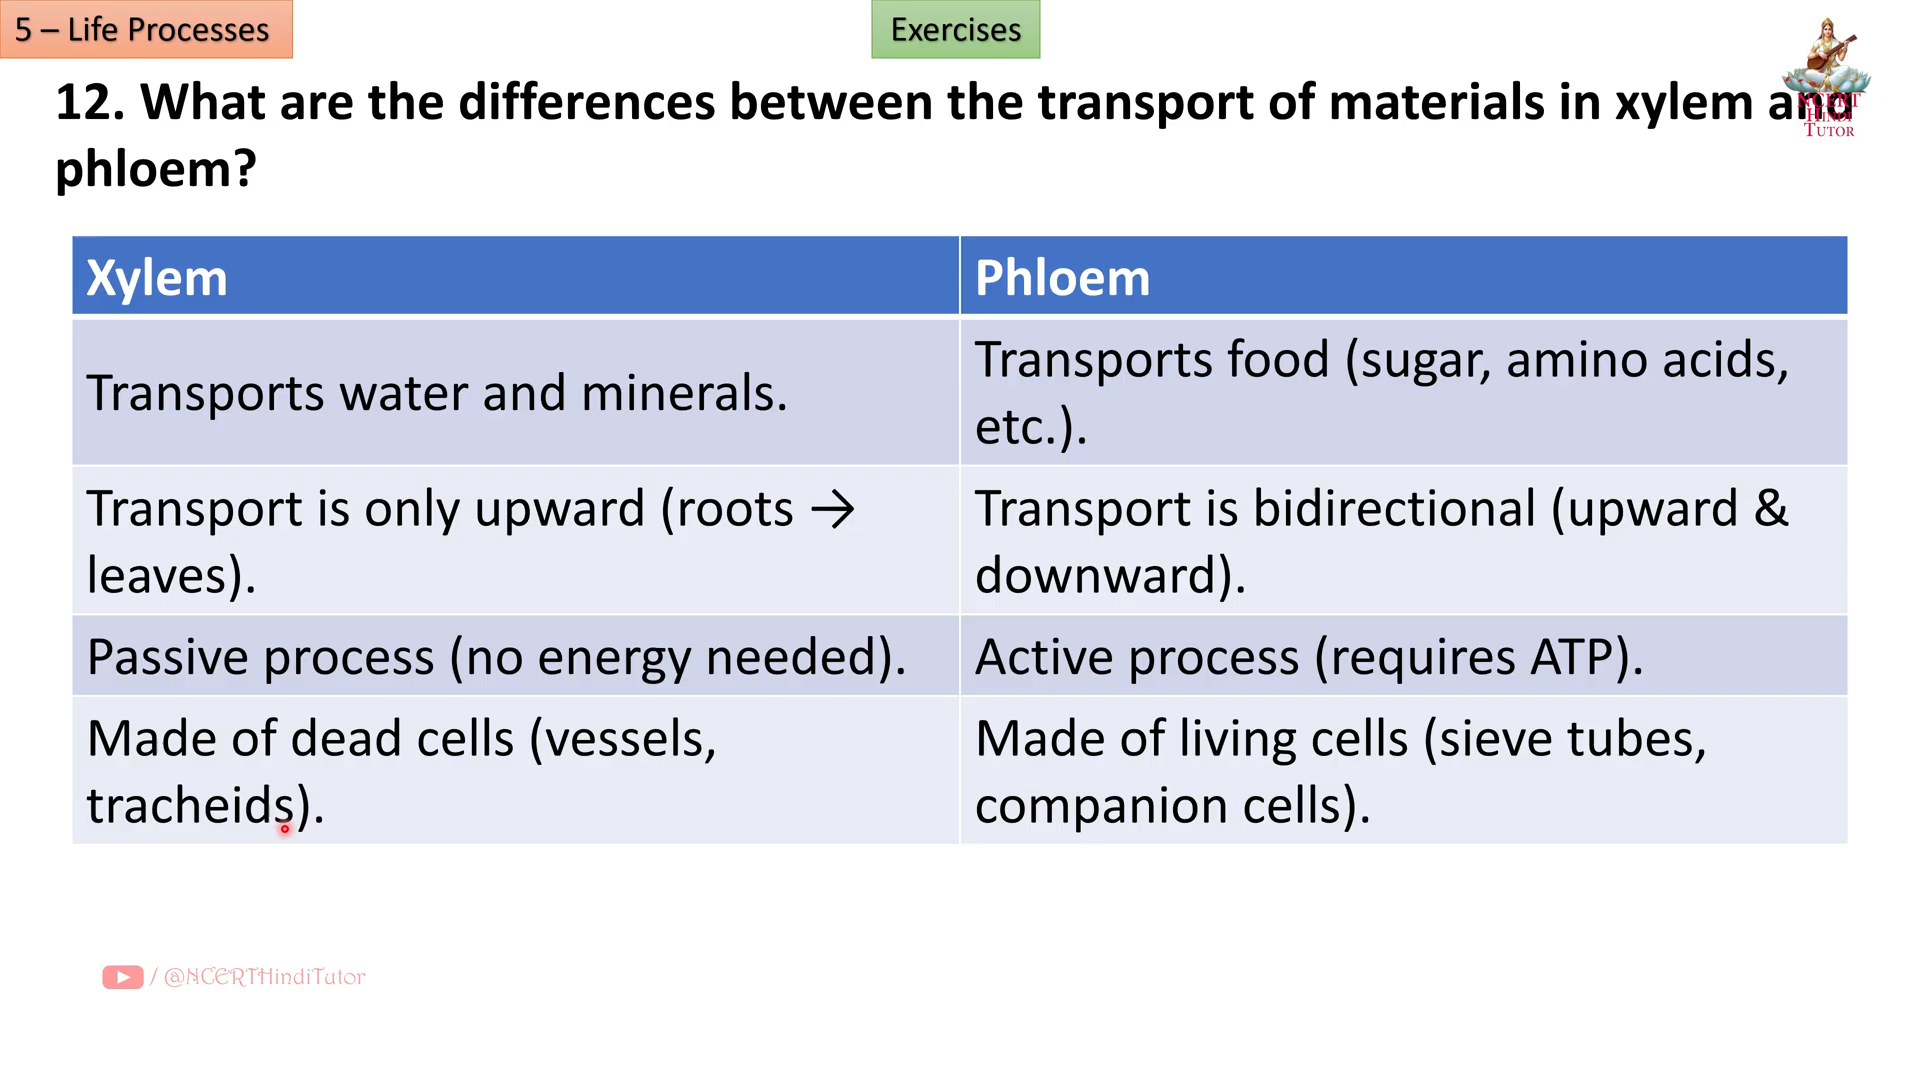 5 – Life Processes
Exercises
12. What are the differences between the transport of materials in xylem and
phloem?
NCERT
HINDI
TUTOR
Xylem
Phloem
Transports water and minerals.
Transports food (sugar, amino acids,
etc.).
Transport is only upward (roots →
leaves).
Transport is bidirectional (upward &
downward).
Passive process (no energy needed).
Active process (requires ATP).
Made of dead cells (vessels,
tracheids).
Made of living cells (sieve tubes,
companion cells).
/ @NCERTHindiTutor